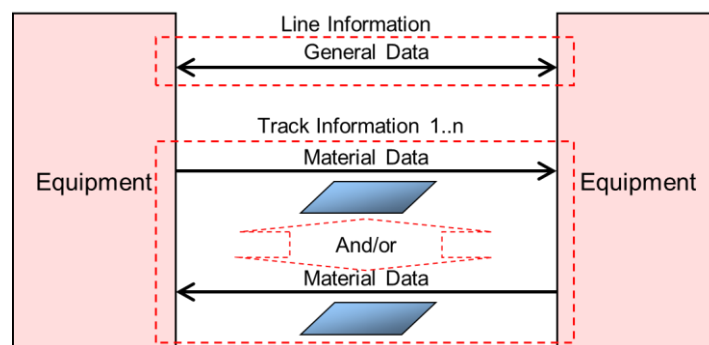 Line Information
General Data
Track Information 1..n
Material Data
Equipment
Equipment
And/or
Material Data